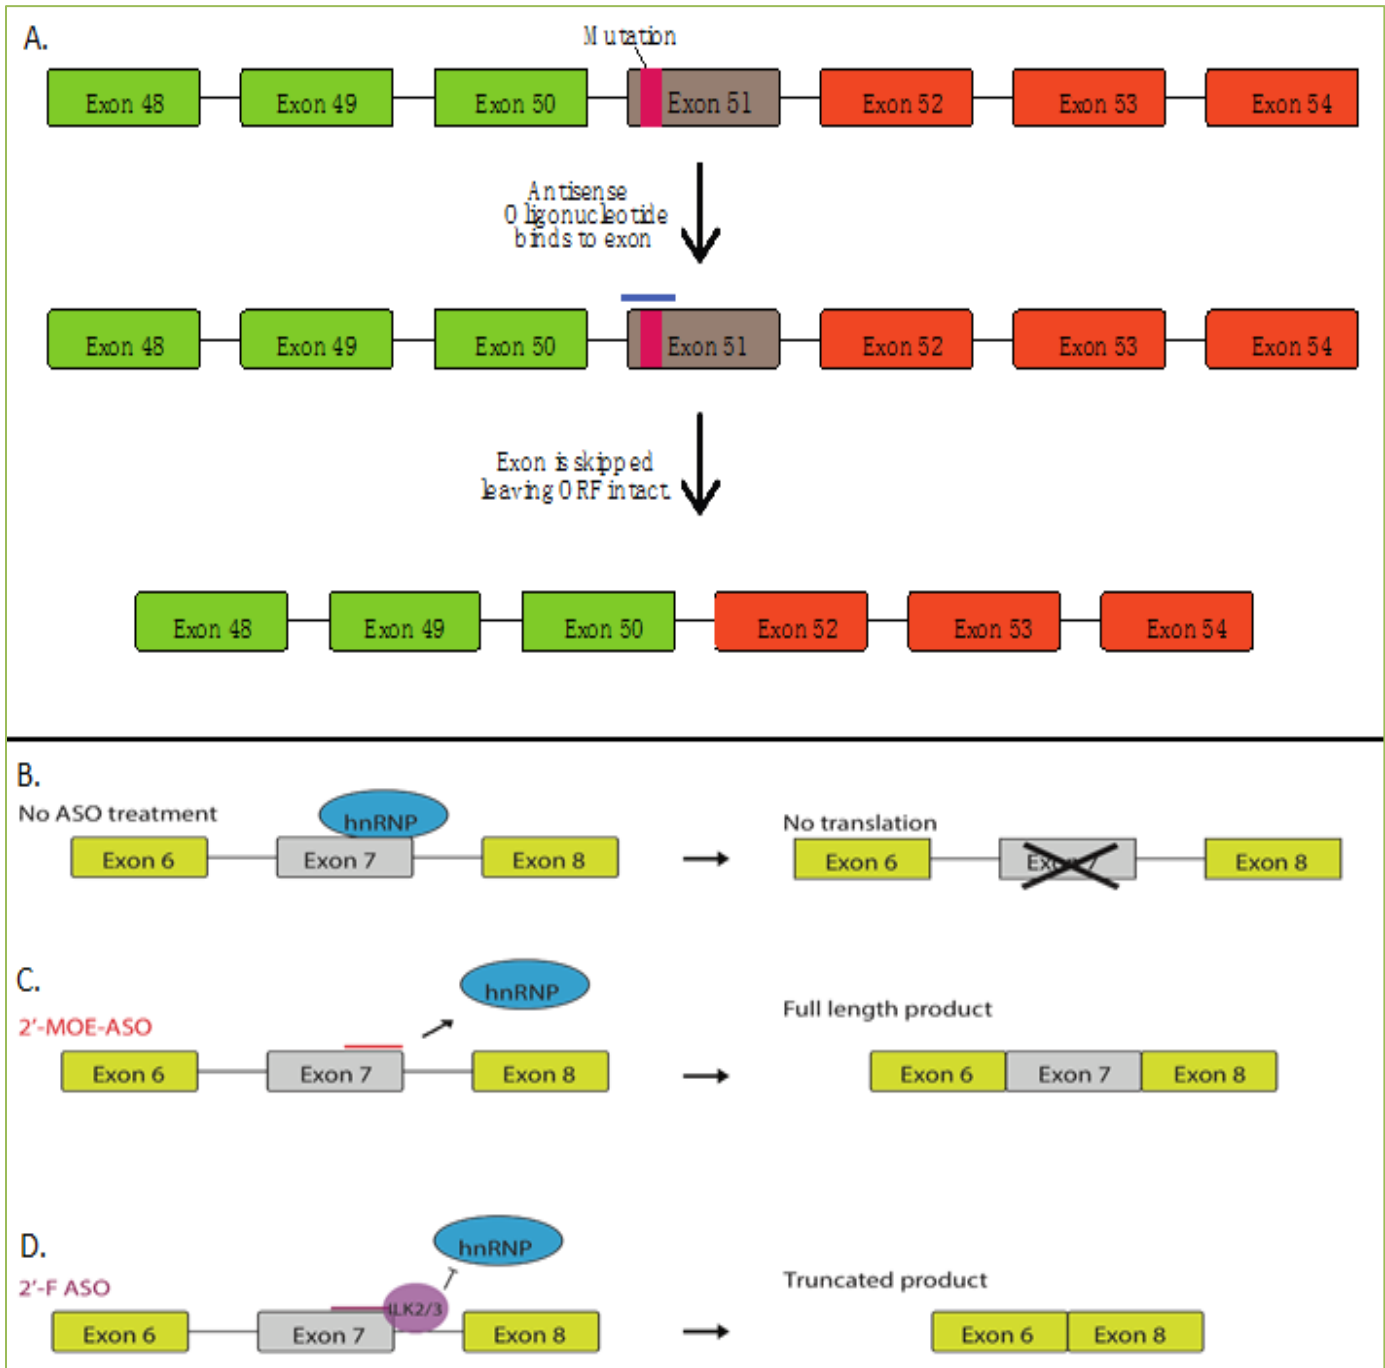 A.
Mutation
Exon 48 Exon 49 Exon 50 Exon 51 Exon 52 Exon 53 Exon 54
Antisense
Oligonucleotide
binds to exon
Exon 48 Exon 49 Exon 50 Exon 51 Exon 52 Exon 53 Exon 54
Exon is skipped
leaving ORF intact.
Exon 48 Exon 49 Exon 50 Exon 52 Exon 53 Exon 54
B.
No ASO treatment
hnRNP
Exon 6 Exon 7 Exon 8
No translation
Exon 6 Exon 7 Exon 8
C.
2'-MOE-ASO
hnRNP
Exon 6 Exon 7 Exon 8
Full length product
Exon 6 Exon 7 Exon 8
D.
2'-F ASO
hnRNP
ILK2/3
Exon 6 Exon 7 Exon 8
Truncated product
Exon 6 Exon 8